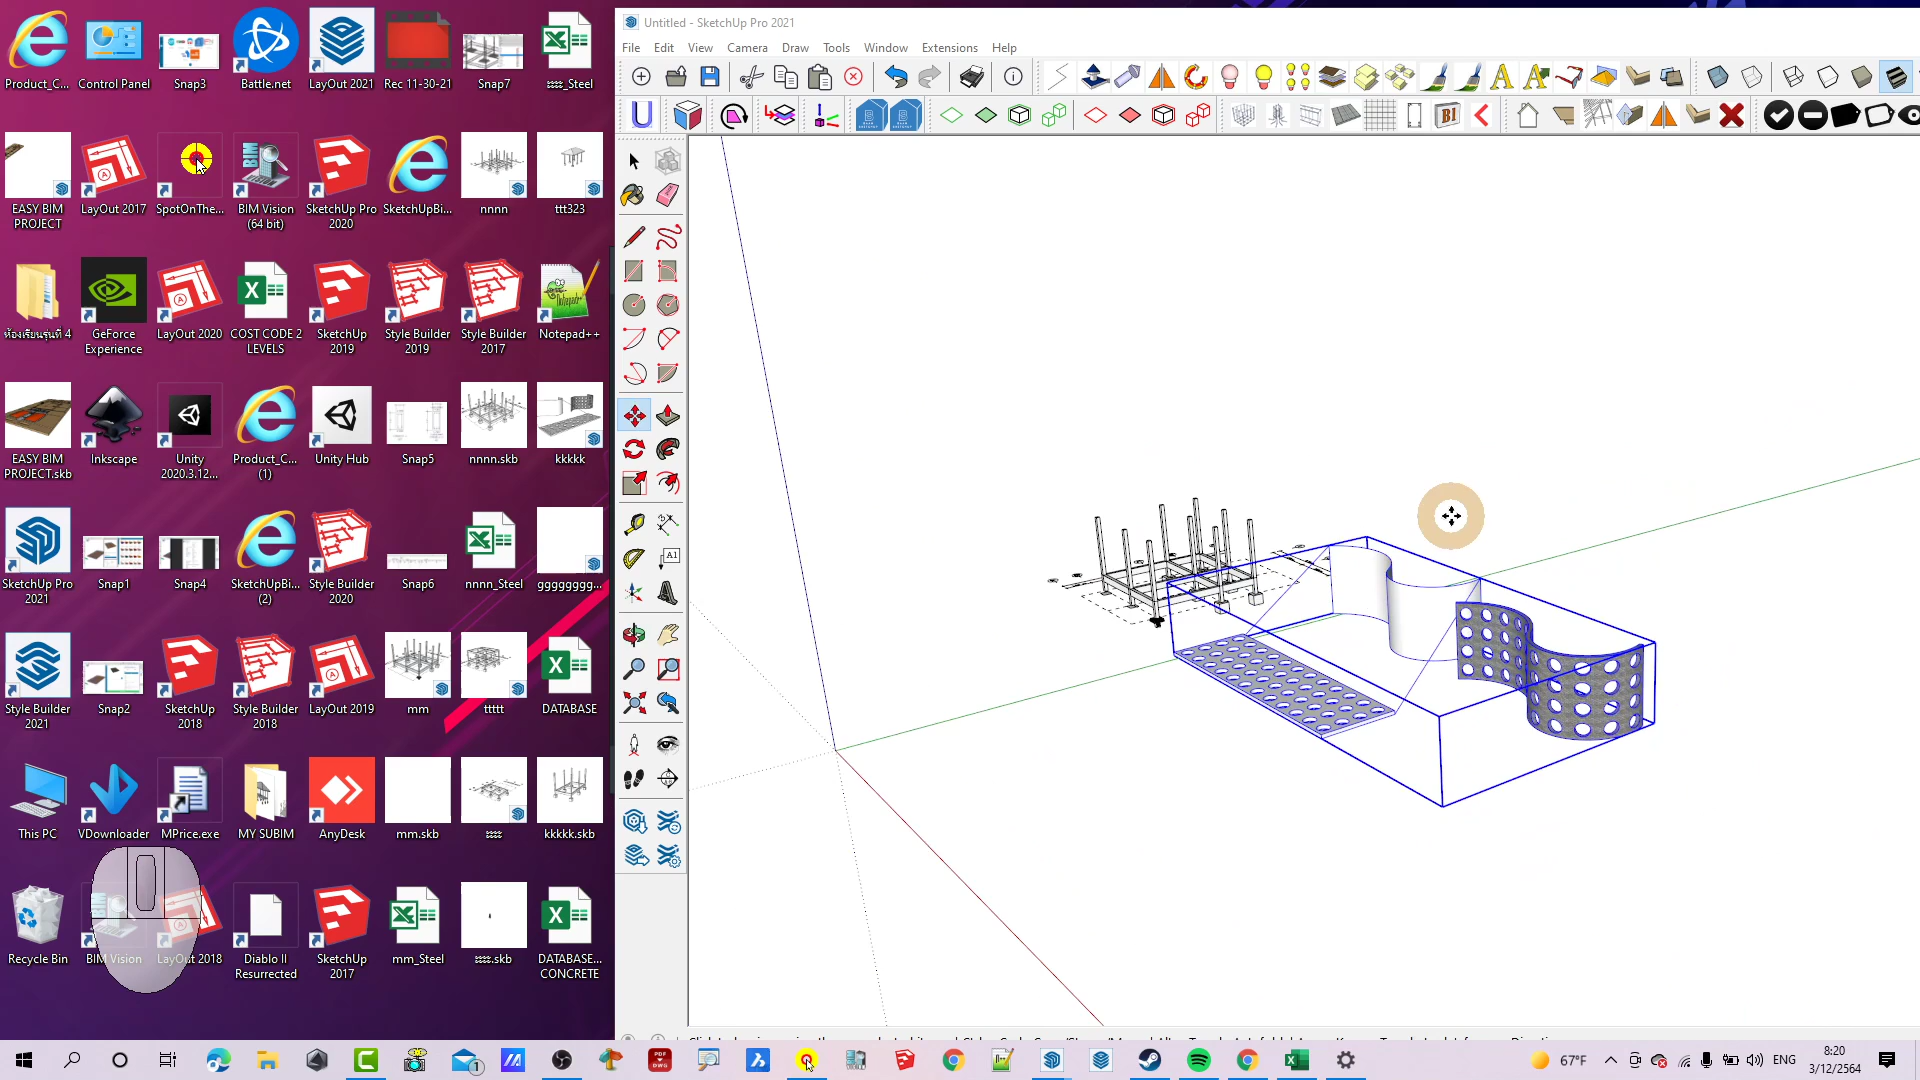 Untitled - SketchUp Pro 2021
File Edit View Camera Draw Tools Window Extensions Help
Product_C... Control Panel Snap3 Battle.net LayOut 2021 Rec 11-30-21 Snap7
EASY BIM PROJECT
LayOut 2017
SpotOnThe...
BIM Vision (64 bit)
SketchUp Pro 2020
SketchUpBi...
nnnn
ttt323
ห้องเรียนรุ่นที่ 4
GeForce Experience
LayOut 2020
COST CODE 2 LEVELS
SketchUp 2019
Style Builder 2019
Style Builder 2017
Notepad++
EASY BIM PROJECT.skb
Inkscape
Unity 2020.3.12...
Product_C... (1)
Unity Hub
Snap5
nnnn.skb
kkkkk
SketchUp Pro 2021
Snap1
Snap4
SketchUpBi... (2)
Style Builder 2020
Snap6
nnnn_Steel
gggggggg...
Style Builder 2021
Snap2
SketchUp 2018
Style Builder 2018
LayOut 2019
mm
ttttt
DATABASE
This PC
VDownloader
MPrice.exe
MY SUBIM
AnyDesk
mm.skb
kkkkk.skb
Recycle Bin
BIM Vision
LayOut 2018
Diablo II Resurrected
SketchUp 2017
mm_Steel
DATABASE... CONCRETE
67°F
ENG
8:20
3/12/2564